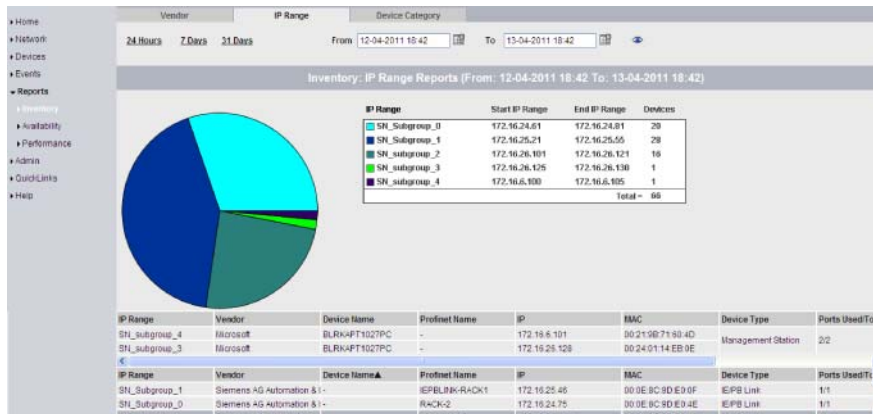 Vendor IP Range Device Category
Home
Network
Devices
Events
Reports
Inventory
Availability
Performance
Admin
QuickLinks
Help
24 Hours 7 Days 31 Days From 12-04-2011 18:42 To 13-04-2011 18:42
Inventory: IP Range Reports (From: 12-04-2011 18:42 To: 13-04-2011 18:42)
IP Range Start IP Range End IP Range Devices
SN_Subgroup_0 172.16.24.61 172.16.24.81 20
SN_Subgroup_1 172.16.25.21 172.16.25.55 28
SN_subgroup_2 172.16.26.101 172.16.26.121 16
SN_subgroup_3 172.16.26.125 172.16.26.130 1
SN_subgroup_4 172.16.6.100 172.16.6.105 1
Total = 66
IP Range Vendor Device Name Profinet Name IP MAC Device Type Ports Used/To
SN_subgroup_4 Microsoft BLRKAPT1027PC - 172.16.6.101 00:21:9B:71:60:4D Management Station 2/2
SN_subgroup_3 Microsoft BLRKAPT1027PC - 172.16.26.128 00:24:01:14:EB:0E
IP Range Vendor Device Name▲ Profinet Name IP MAC Device Type Ports Used/To
SN_Subgroup_1 Siemens AG Automation & - IEPBLINK-RACK1 172.16.25.46 00:0E:8C:9D:E0:0F IE/PB Link 1/1
SN_Subgroup_0 Siemens AG Automation & - RACK-2 172.16.24.75 00:0E:8C:9D:E0:4E IE/PB Link 1/1